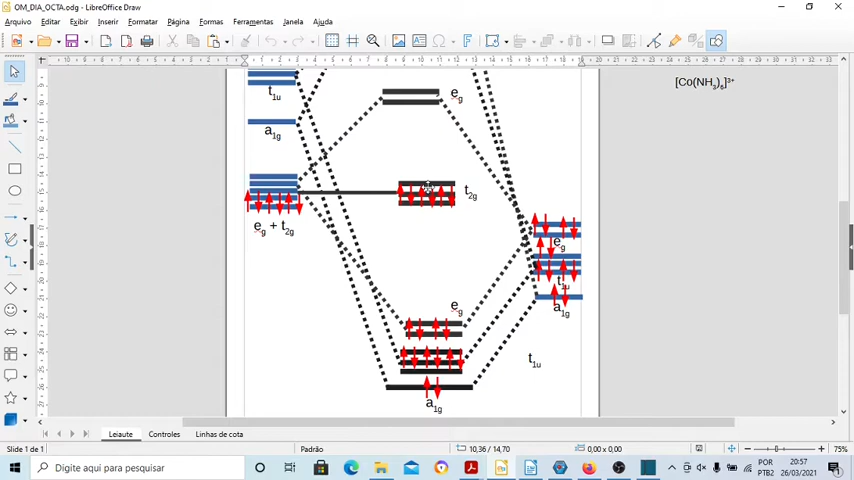 OM_DIA_OCTA.odg - LibreOffice Draw
Arquivo Editar Exibir Inserir Formatar Página Formas Ferramentas Janela Ajuda
[Co(NH3)6]3+
t1u
a1g
eg + t2g
eg
t2g
eg
t1u
a1g
eg
t1u
a1g
Leiaute Controles Linhas de cota
Slide 1 de 1 Padrão 10,36 / 14,70 0,00 x 0,00 75%
Digite aqui para pesquisar
POR
PTB2
20:57
26/03/2021